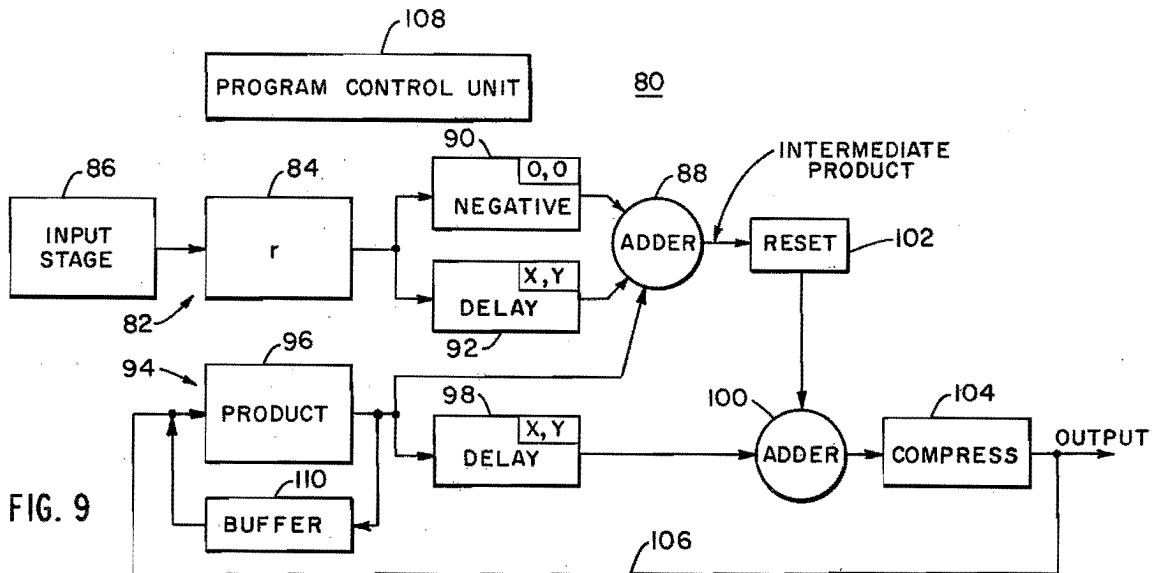 108
PROGRAM CONTROL UNIT
80
90
0,0
NEGATIVE
INTERMEDIATE
PRODUCT
86
84
88
INPUT
STAGE
r
ADDER
RESET
102
X,Y
DELAY
82
92
96
94
98
PRODUCT
X,Y
DELAY
100
ADDER
104
COMPRESS
OUTPUT
110
FIG. 9
BUFFER
106